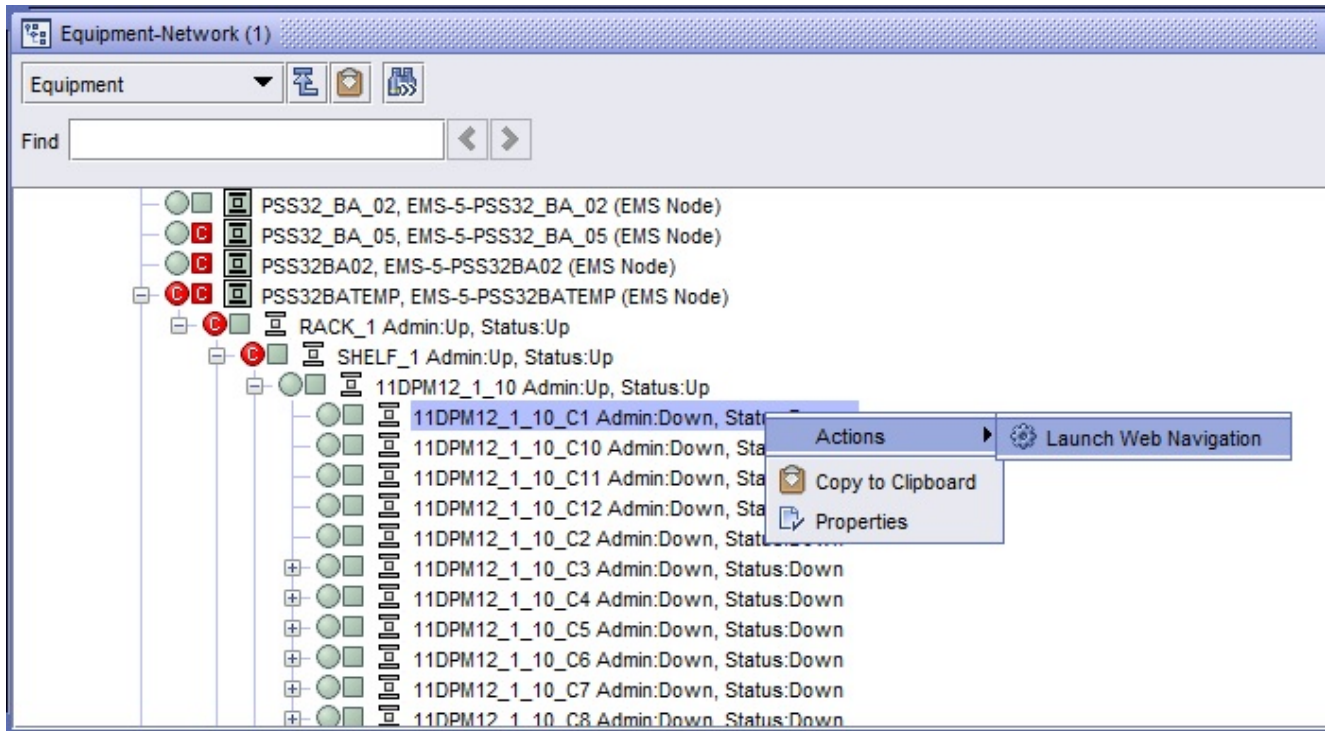 Equipment-Network (1)
Equipment
Find
PSS32_BA_02, EMS-5-PSS32_BA_02 (EMS Node)
C PSS32_BA_05, EMS-5-PSS32_BA_05 (EMS Node)
C PSS32BA02, EMS-5-PSS32BA02 (EMS Node)
C C PSS32BATEMP, EMS-5-PSS32BATEMP (EMS Node)
C RACK_1 Admin:Up, Status:Up
C SHELF_1 Admin:Up, Status:Up
11DPM12_1_10 Admin:Up, Status:Up
11DPM12_1_10_C1 Admin:Down,
11DPM12_1_10_C10 Admin:Down,
11DPM12_1_10_C11 Admin:Down,
11DPM12_1_10_C12 Admin:Down,
11DPM12_1_10_C2 Admin:Down,
11DPM12_1_10_C3 Admin:Down, Status:Down
11DPM12_1_10_C4 Admin:Down, Status:Down
11DPM12_1_10_C5 Admin:Down, Status:Down
11DPM12_1_10_C6 Admin:Down, Status:Down
11DPM12_1_10_C7 Admin:Down, Status:Down
11DPM12_1_10_C8 Admin:Down, Status:Down
Actions
Copy to Clipboard
Properties
Launch Web Navigation